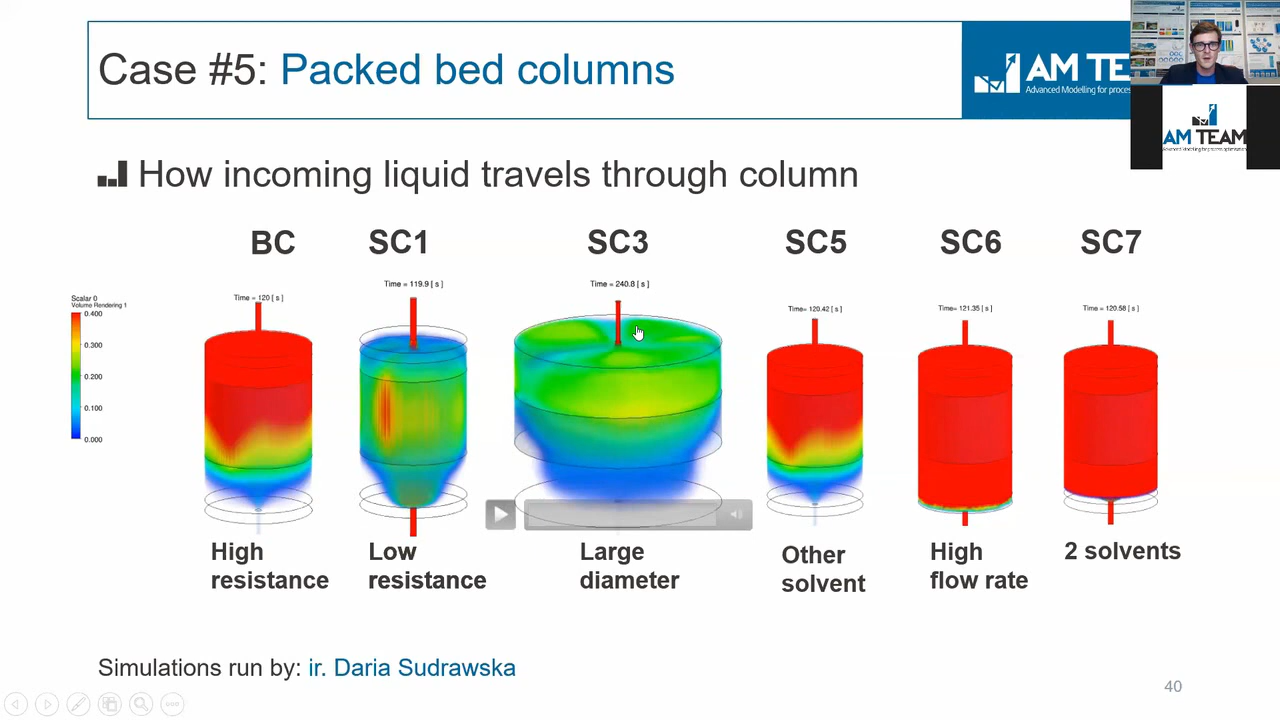 Case #5: Packed bed columns
AM TE
Advanced Modelling for proces
AM TEAM
How incoming liquid travels through column
BC SC1 SC3 SC5 SC6 SC7
Scalar 0
Volume Rendering 1
0.400
0.300
0.200
0.100
0.000
Time = 120 [ s ]
Time = 119.9 [ s ]
Time = 240.8 [ s ]
Time = 120.42 [ s ]
Time = 121.35 [ s ]
Time = 120.58 [ s ]
High
resistance
Low
resistance
Large
diameter
Other
solvent
High
flow rate
2 solvents
Simulations run by: ir. Daria Sudrawska
40